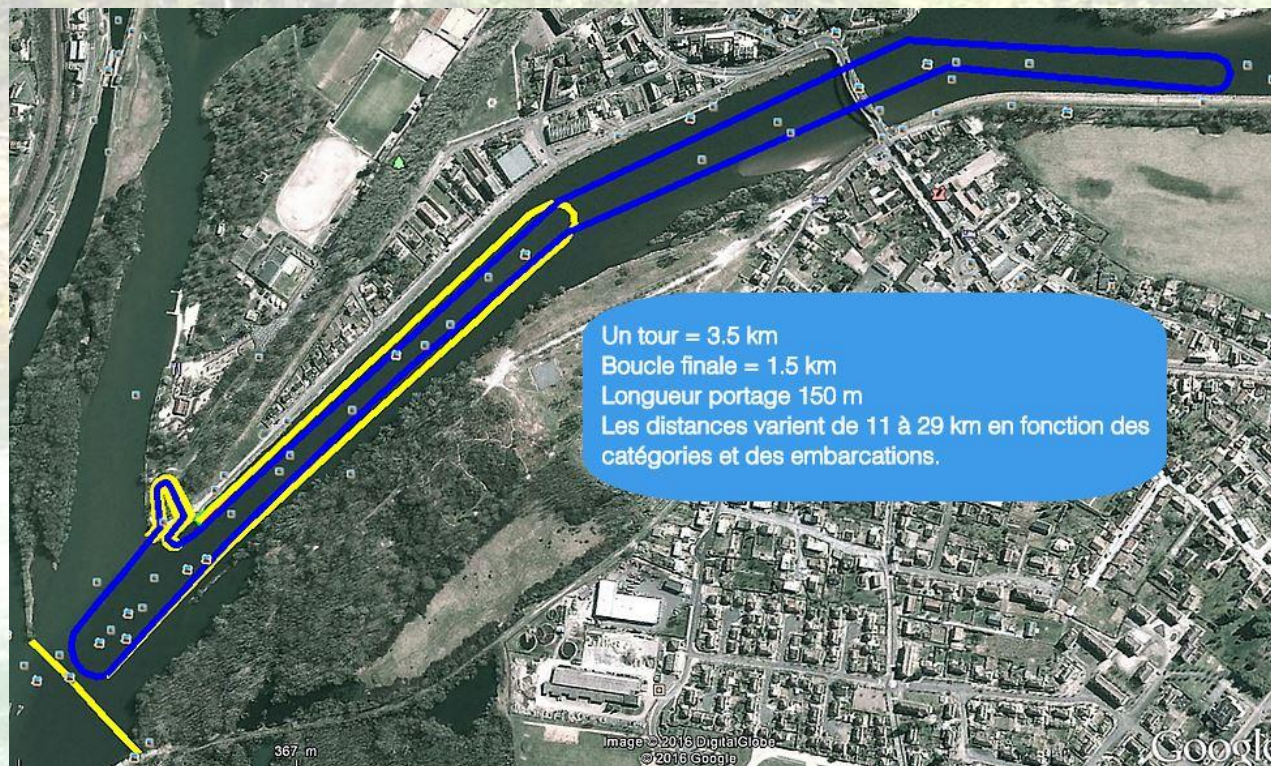 Un tour = 3.5 km
Boucle finale = 1.5 km
Longueur portage 150 m
Les distances varient de 11 à 29 km en fonction des
catégories et des embarcations.
367 m
Image © 2016 DigitalGlobe
© 2016 Google
Google